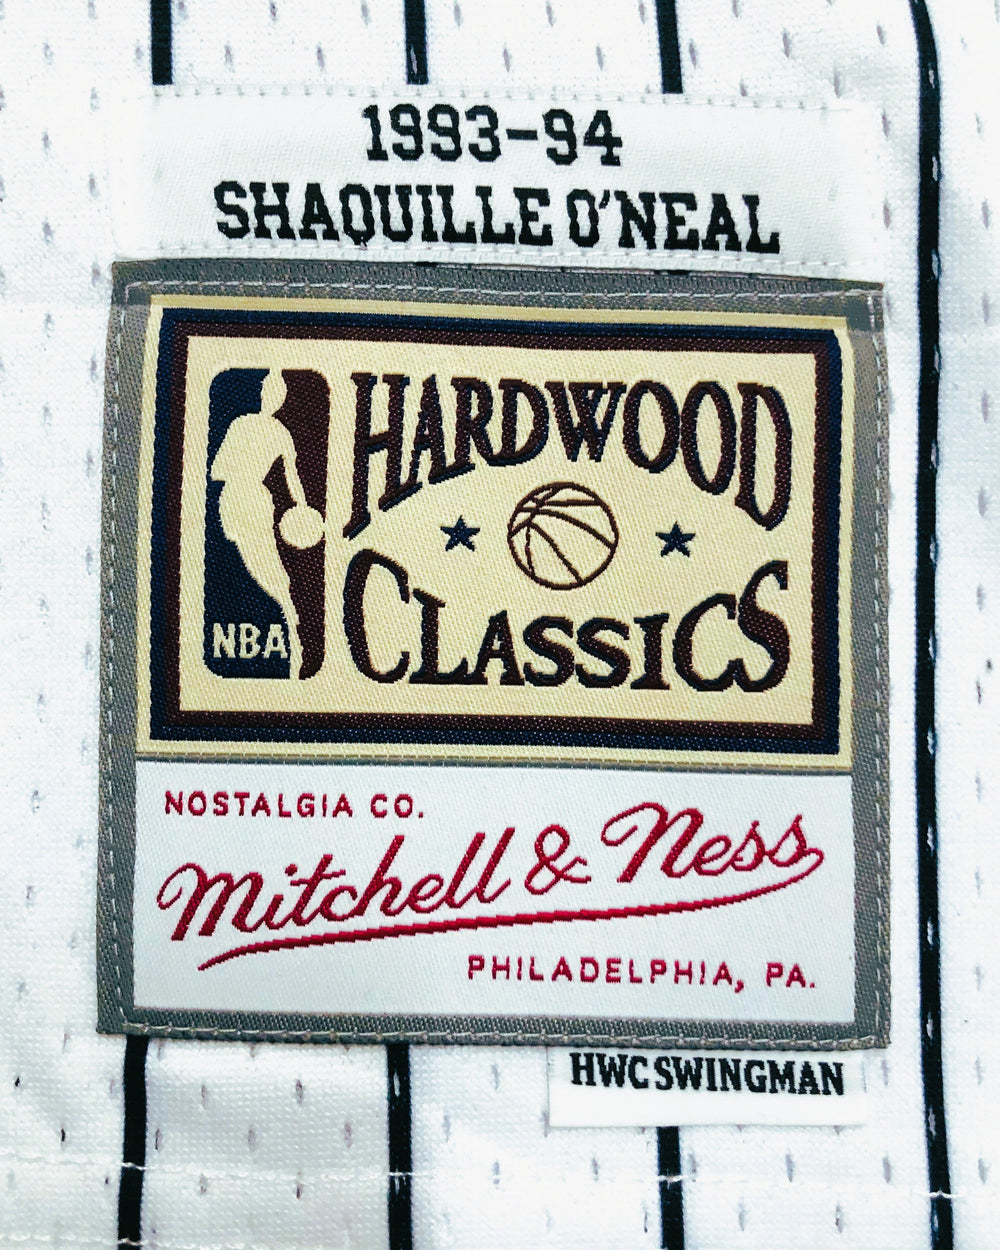 1993-94
SHAQUILLE O'NEAL
HARDWOOD
CLASSICS
NBA
NOSTALGIA CO.
Mitchell & Ness
PHILADELPHIA, PA.
HWC SWINGMAN